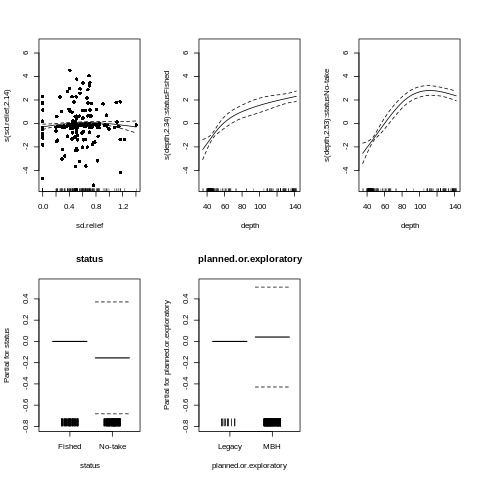 s(sd.relief,2.14)
6
4
2
0
-2
-4
0.0 0.4 0.8 1.2
sd.relief
s(depth,2.34):statusFished
6
4
2
0
-2
-4
40 60 80 100 140
depth
s(depth,2.53):statusNo-take
6
4
2
0
-2
-4
40 60 80 100 140
depth
status
Partial for status
0.4
0.2
0.0
-0.2
-0.4
-0.6
-0.8
Fished No-take
status
planned.or.exploratory
Partial for planned.or.exploratory
0.4
0.2
0.0
-0.2
-0.4
-0.6
-0.8
Legacy MBH
planned.or.exploratory